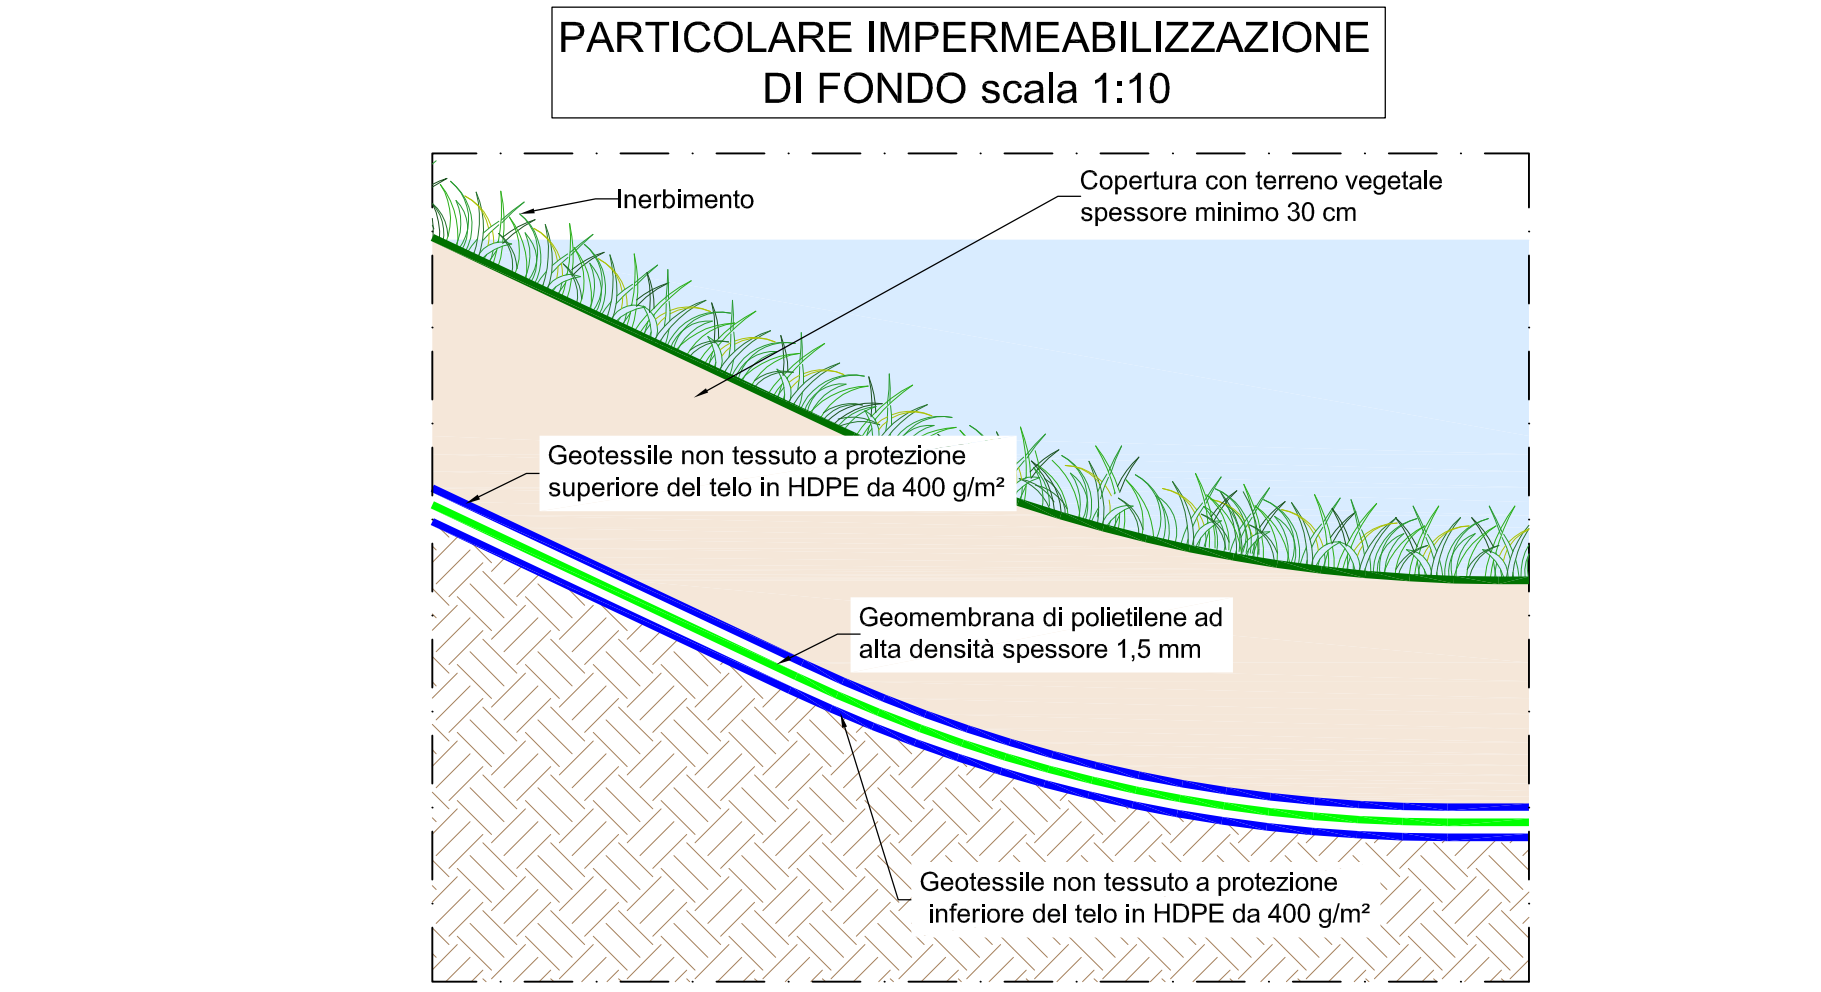 PARTICOLARE IMPERMEABILIZZAZIONE
DI FONDO scala 1:10
Inerbimento
Copertura con terreno vegetale
spessore minimo 30 cm
Geotessile non tessuto a protezione
superiore del telo in HDPE da 400 g/m²
Geomembrana di polietilene ad
alta densità spessore 1,5 mm
Geotessile non tessuto a protezione
inferiore del telo in HDPE da 400 g/m²